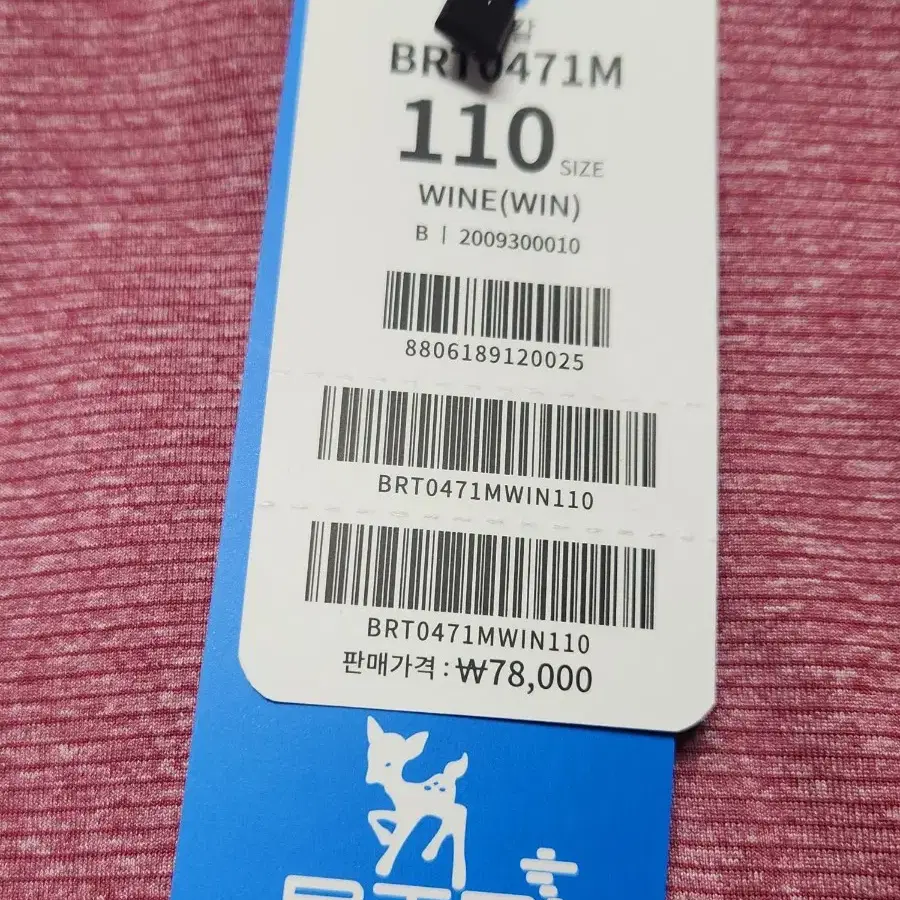 BRT0471M
110 SIZE
WINE(WIN)
B | 2009300010
8806189120025
BRT0471MWIN110
BRT0471MWIN110
판매가격 : ₩78,000